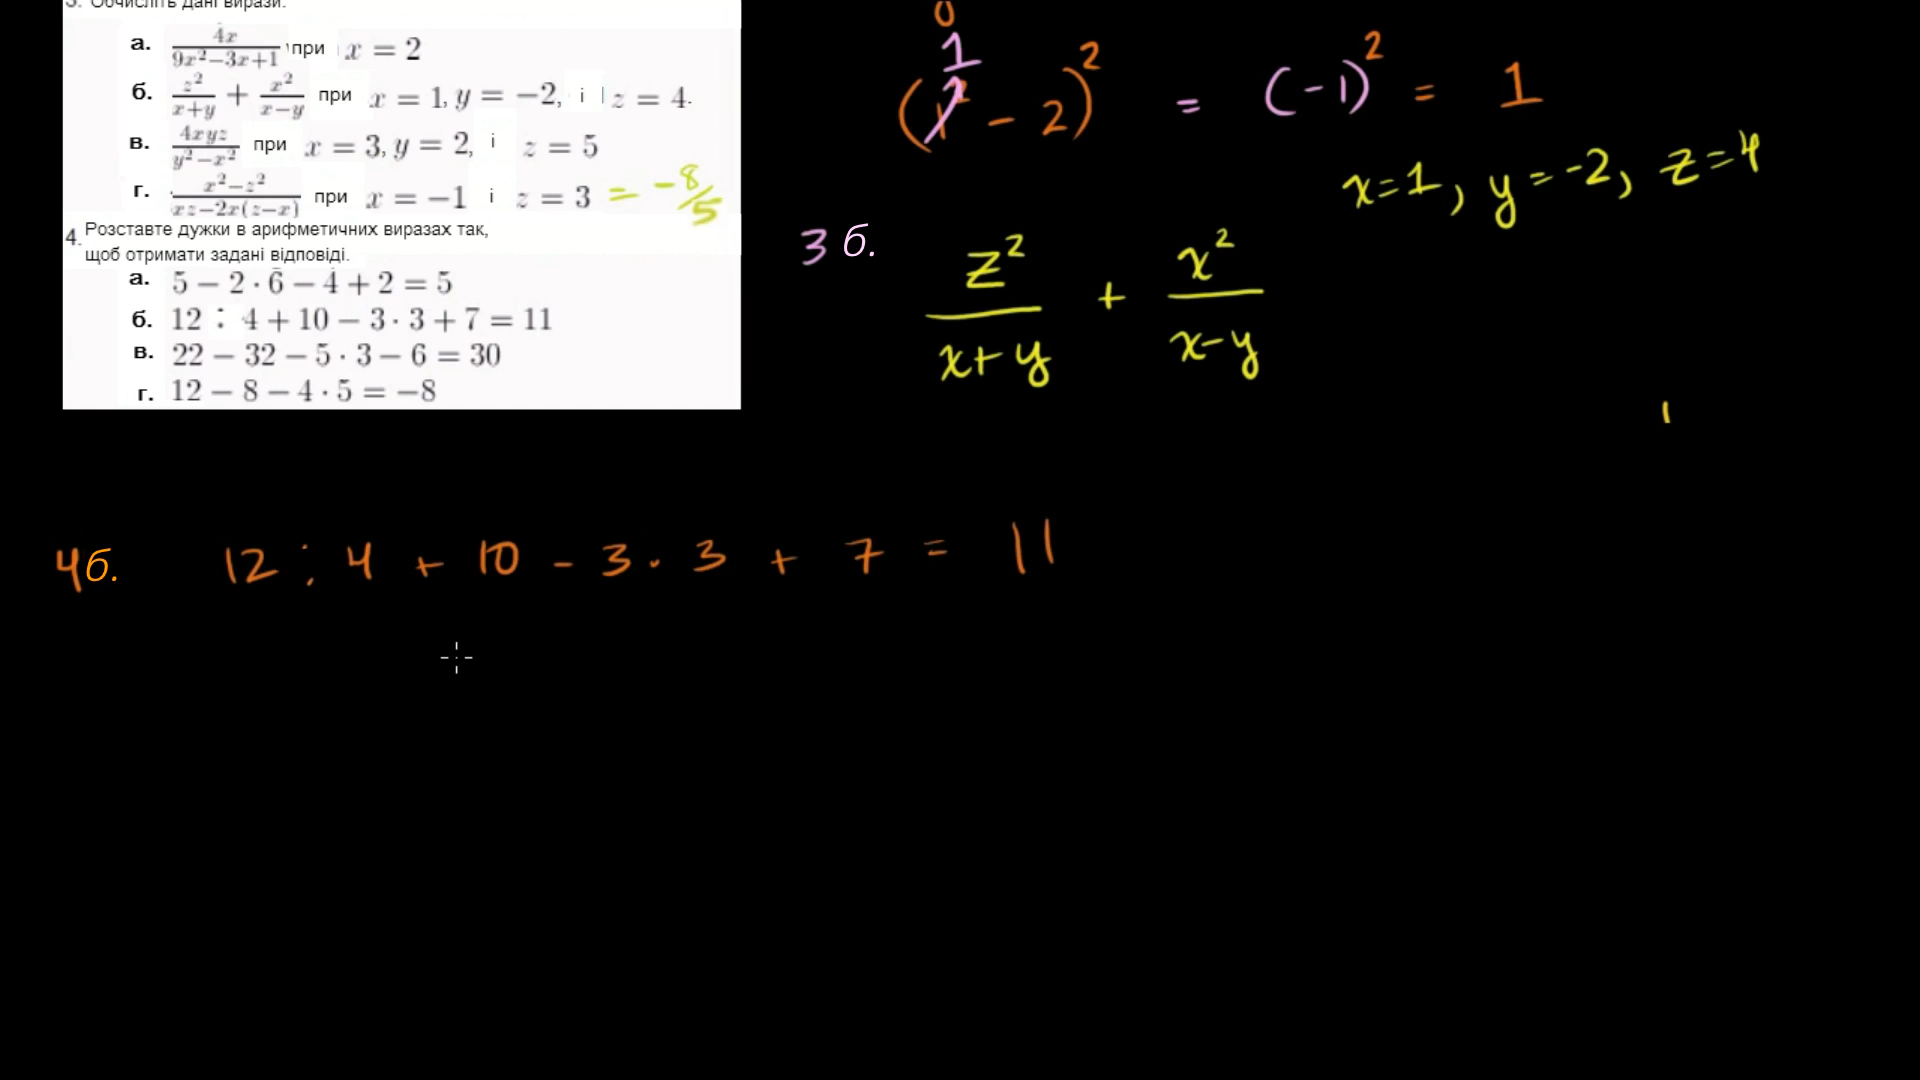 3. Обчисліть дані вирази:
а. 4x/(9x²−3x+1) при x = 2
б. z²/(x+y) + x²/(x−y) при x = 1, y = −2, і z = 4.
в. 4xyz/(y²−x²) при x = 3, y = 2, і z = 5
г. (x²−z²)/(xz−2x(z−x)) при x = −1 і z = 3 = -8/5
4. Розставте дужки в арифметичних виразах так,
щоб отримати задані відповіді.
а. 5 − 2 · 6 − 4 + 2 = 5
б. 12 : 4 + 10 − 3 · 3 + 7 = 11
в. 22 − 32 − 5 · 3 − 6 = 30
г. 12 − 8 − 4 · 5 = −8
0
1
(1² - 2)² = (-1)² = 1
x=1, y=-2, z=4
3 б. z²/(x+y) + x²/(x-y)
4б. 12 : 4 + 10 - 3 · 3 + 7 = 11